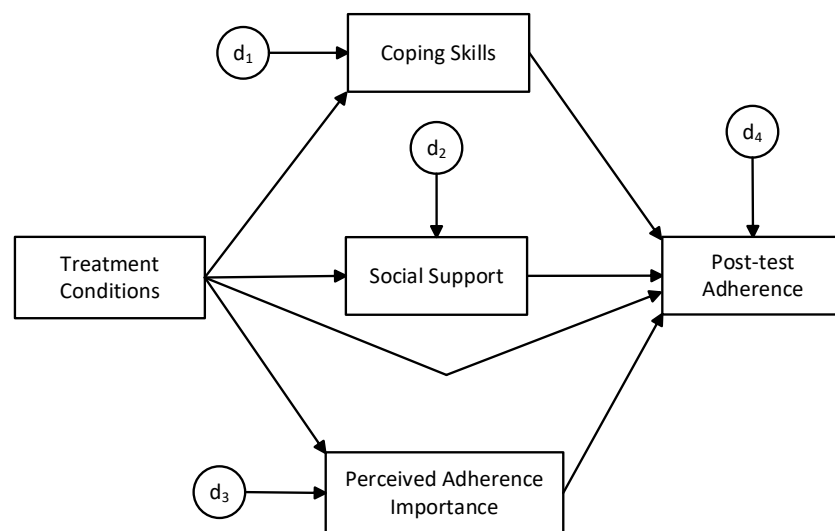 d₁
Coping Skills
d₂
d₄
Treatment
Conditions
Social Support
Post-test
Adherence
d₃
Perceived Adherence
Importance